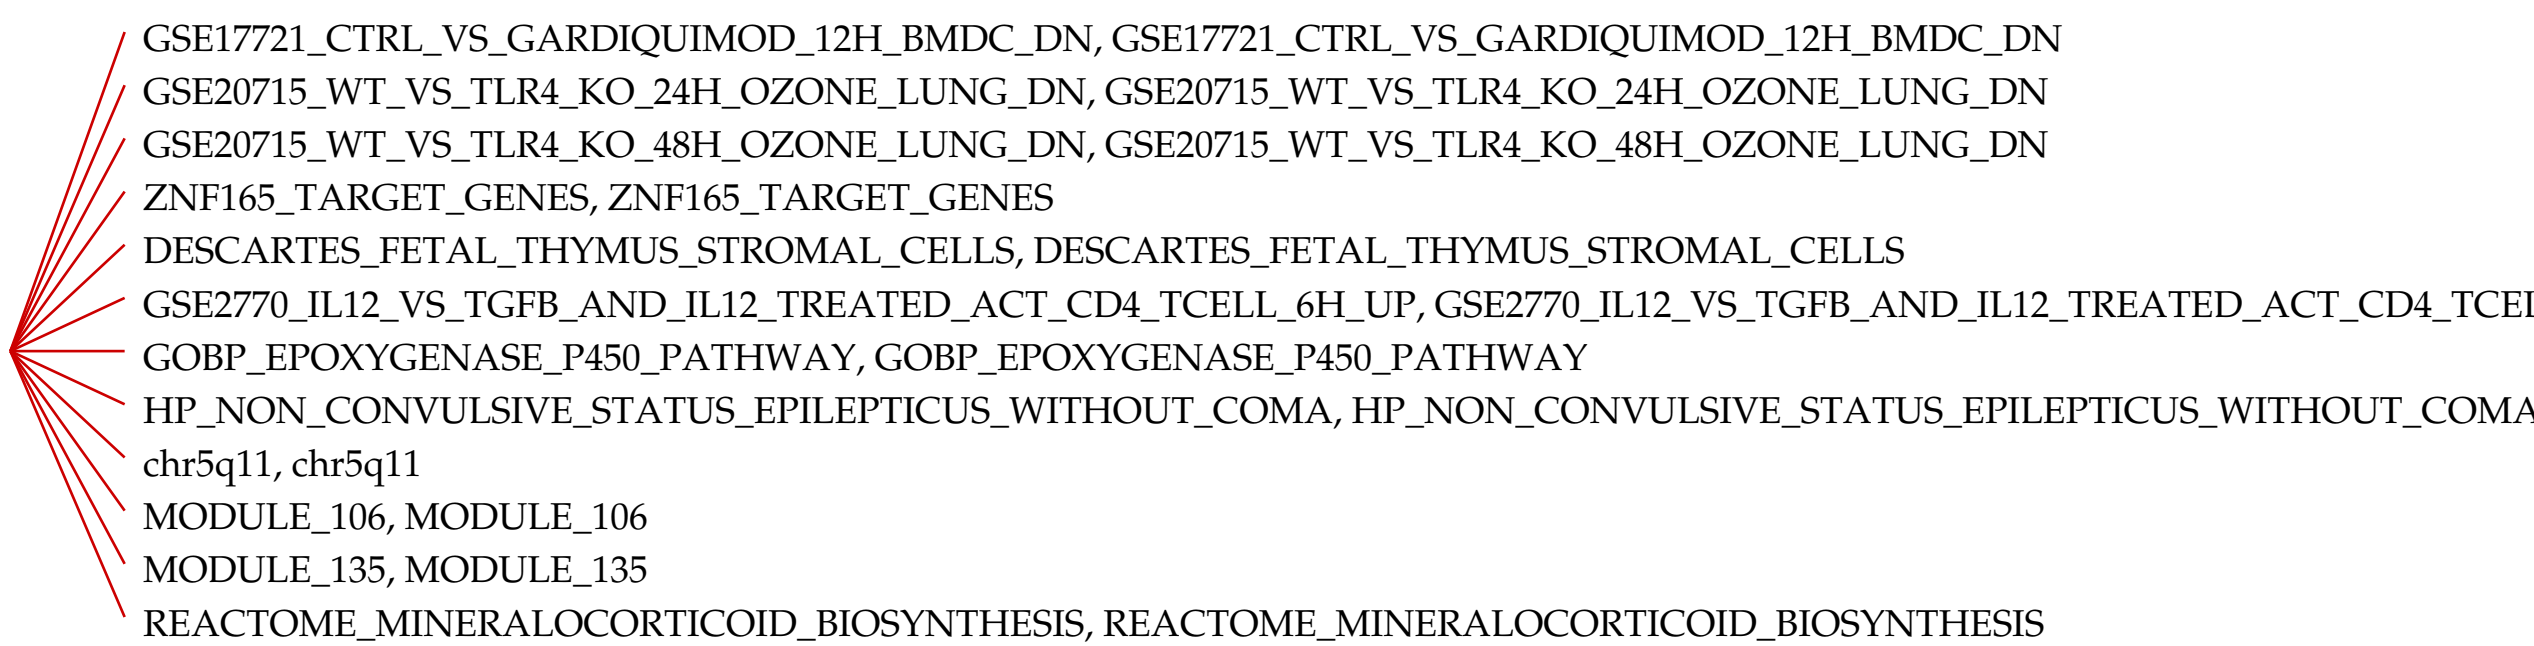 GSE17721_CTRL_VS_GARDIQUIMOD_12H_BMDC_DN, GSE17721_CTRL_VS_GARDIQUIMOD_12H_BMDC_DN
GSE20715_WT_VS_TLR4_KO_24H_OZONE_LUNG_DN, GSE20715_WT_VS_TLR4_KO_24H_OZONE_LUNG_DN
GSE20715_WT_VS_TLR4_KO_48H_OZONE_LUNG_DN, GSE20715_WT_VS_TLR4_KO_48H_OZONE_LUNG_DN
ZNF165_TARGET_GENES, ZNF165_TARGET_GENES
DESCARTES_FETAL_THYMUS_STROMAL_CELLS, DESCARTES_FETAL_THYMUS_STROMAL_CELLS
GSE2770_IL12_VS_TGFB_AND_IL12_TREATED_ACT_CD4_TCELL_6H_UP, GSE2770_IL12_VS_TGFB_AND_IL12_TREATED_ACT_CD4_TCEL
GOBP_EPOXYGENASE_P450_PATHWAY, GOBP_EPOXYGENASE_P450_PATHWAY
HP_NON_CONVULSIVE_STATUS_EPILEPTICUS_WITHOUT_COMA, HP_NON_CONVULSIVE_STATUS_EPILEPTICUS_WITHOUT_COMA
chr5q11, chr5q11
MODULE_106, MODULE_106
MODULE_135, MODULE_135
REACTOME_MINERALOCORTICOID_BIOSYNTHESIS, REACTOME_MINERALOCORTICOID_BIOSYNTHESIS